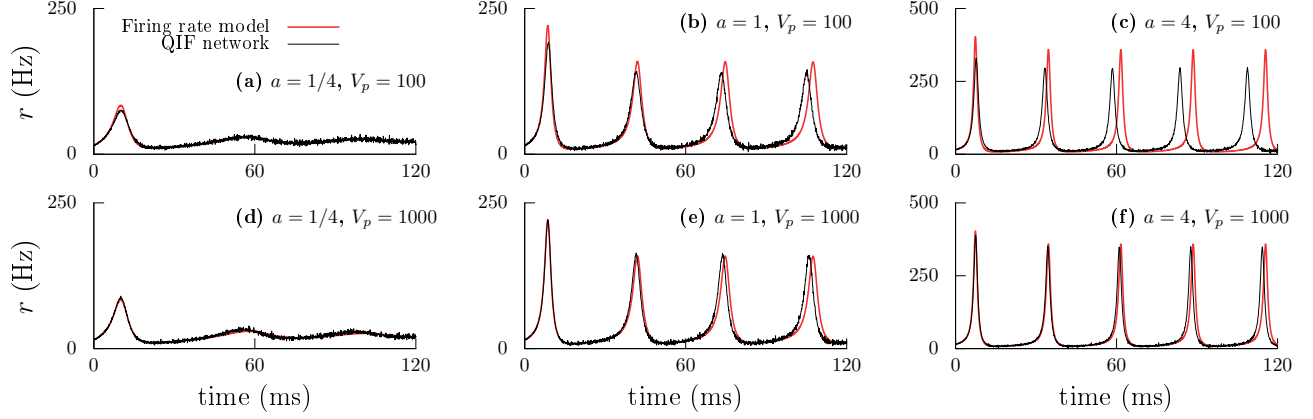 250
0
r (Hz)
Firing rate model
QIF network
(a) a = 1/4, V_p = 100
0
60
120
250
0
(b) a = 1, V_p = 100
0
60
120
500
250
0
(c) a = 4, V_p = 100
0
60
120
250
0
r (Hz)
(d) a = 1/4, V_p = 1000
0
60
120
time (ms)
250
0
(e) a = 1, V_p = 1000
0
60
120
time (ms)
500
250
0
(f) a = 4, V_p = 1000
0
60
120
time (ms)